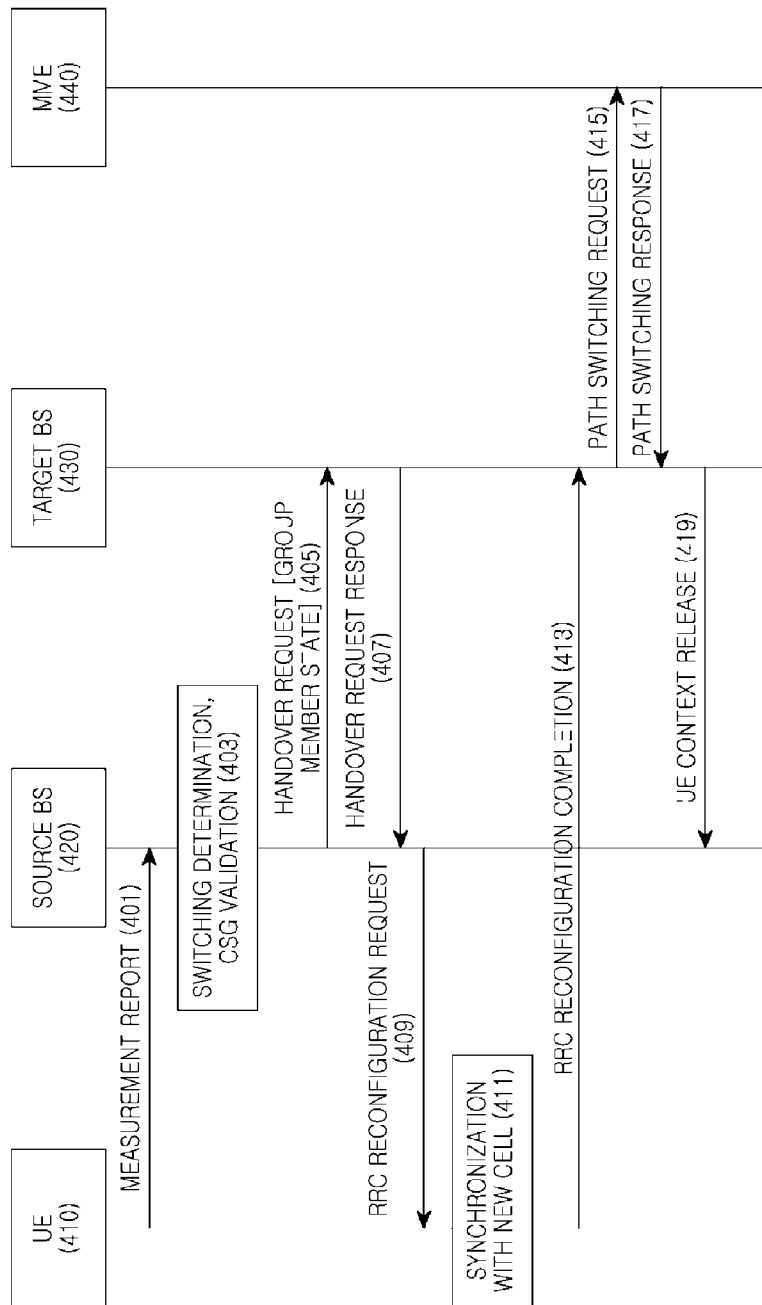 UE
(410)
SOURCE BS
(420)
TARGET BS
(430)
MME
(440)
MEASUREMENT REPORT (401)
SWITCHING DETERMINATION,
CSG VALIDATION (403)
HANDOVER REQUEST [GROUP
MEMBER STATE] (405)
HANDOVER REQUEST RESPONSE
(407)
RRC RECONFIGURATION REQUEST
(409)
SYNCHRONIZATION
WITH NEW CELL (411)
RRC RECONFIGURATION COMPLETION (413)
PATH SWITCHING REQUEST (415)
PATH SWITCHING RESPONSE (417)
UE CONTEXT RELEASE (419)